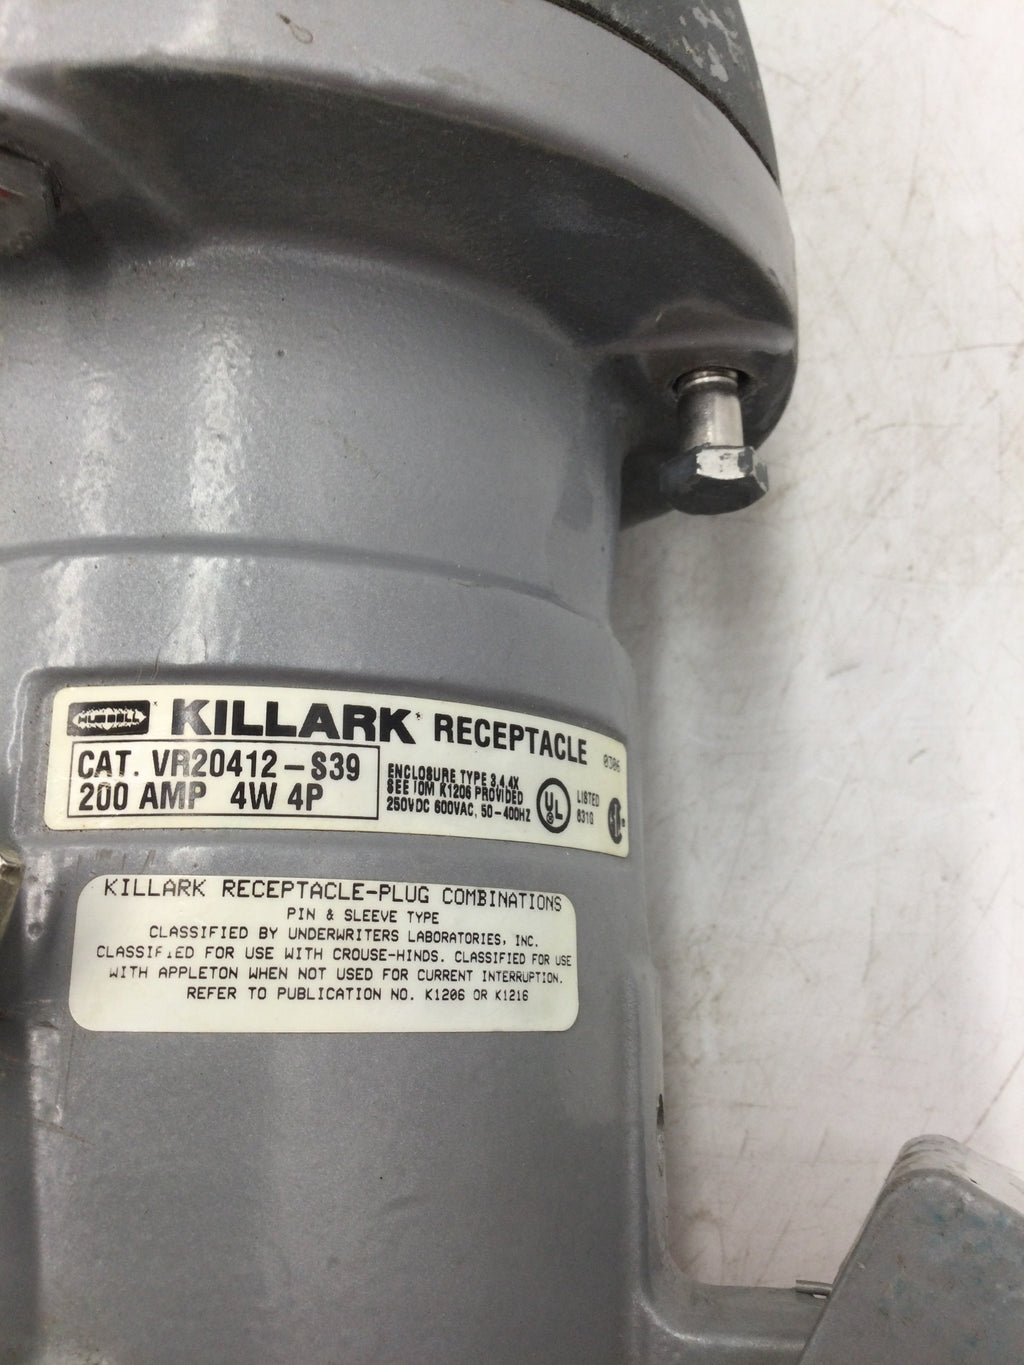 HUBBELL KILLARK RECEPTACLE 0306
CAT. VR20412-S39
200 AMP 4W 4P
ENCLOSURE TYPE 3,4,4X
SEE IOM K1206 PROVIDED
250VDC 600VAC, 50-400HZ
UL
LISTED
831G
KILLARK RECEPTACLE-PLUG COMBINATIONS
PIN & SLEEVE TYPE
CLASSIFIED BY UNDERWRITERS LABORATORIES, INC.
CLASSIFIED FOR USE WITH CROUSE-HINDS. CLASSIFIED FOR USE
WITH APPLETON WHEN NOT USED FOR CURRENT INTERRUPTION.
REFER TO PUBLICATION NO. K1206 OR K1216